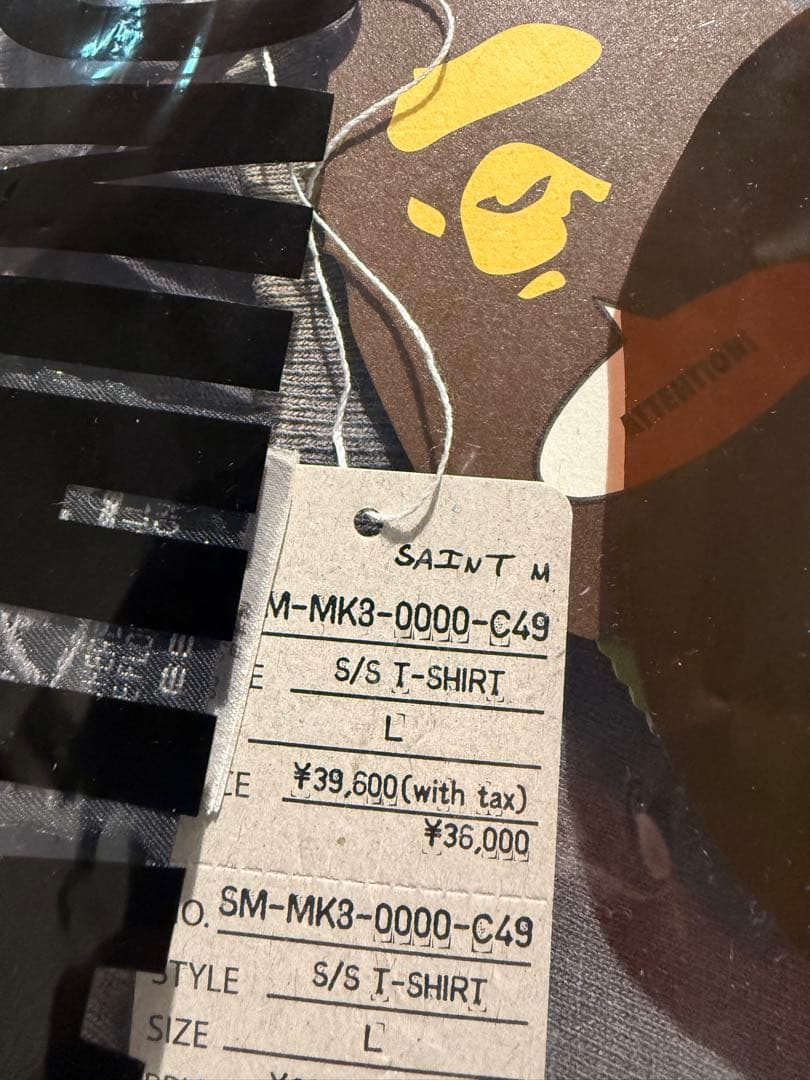 ATTENTION!
SAINT M
M-MK3-0000-C49
E S/S T-SHIRT
L
CE ¥39,600(with tax)
¥36,000
O. SM-MK3-0000-C49
STYLE S/S T-SHIRT
SIZE L